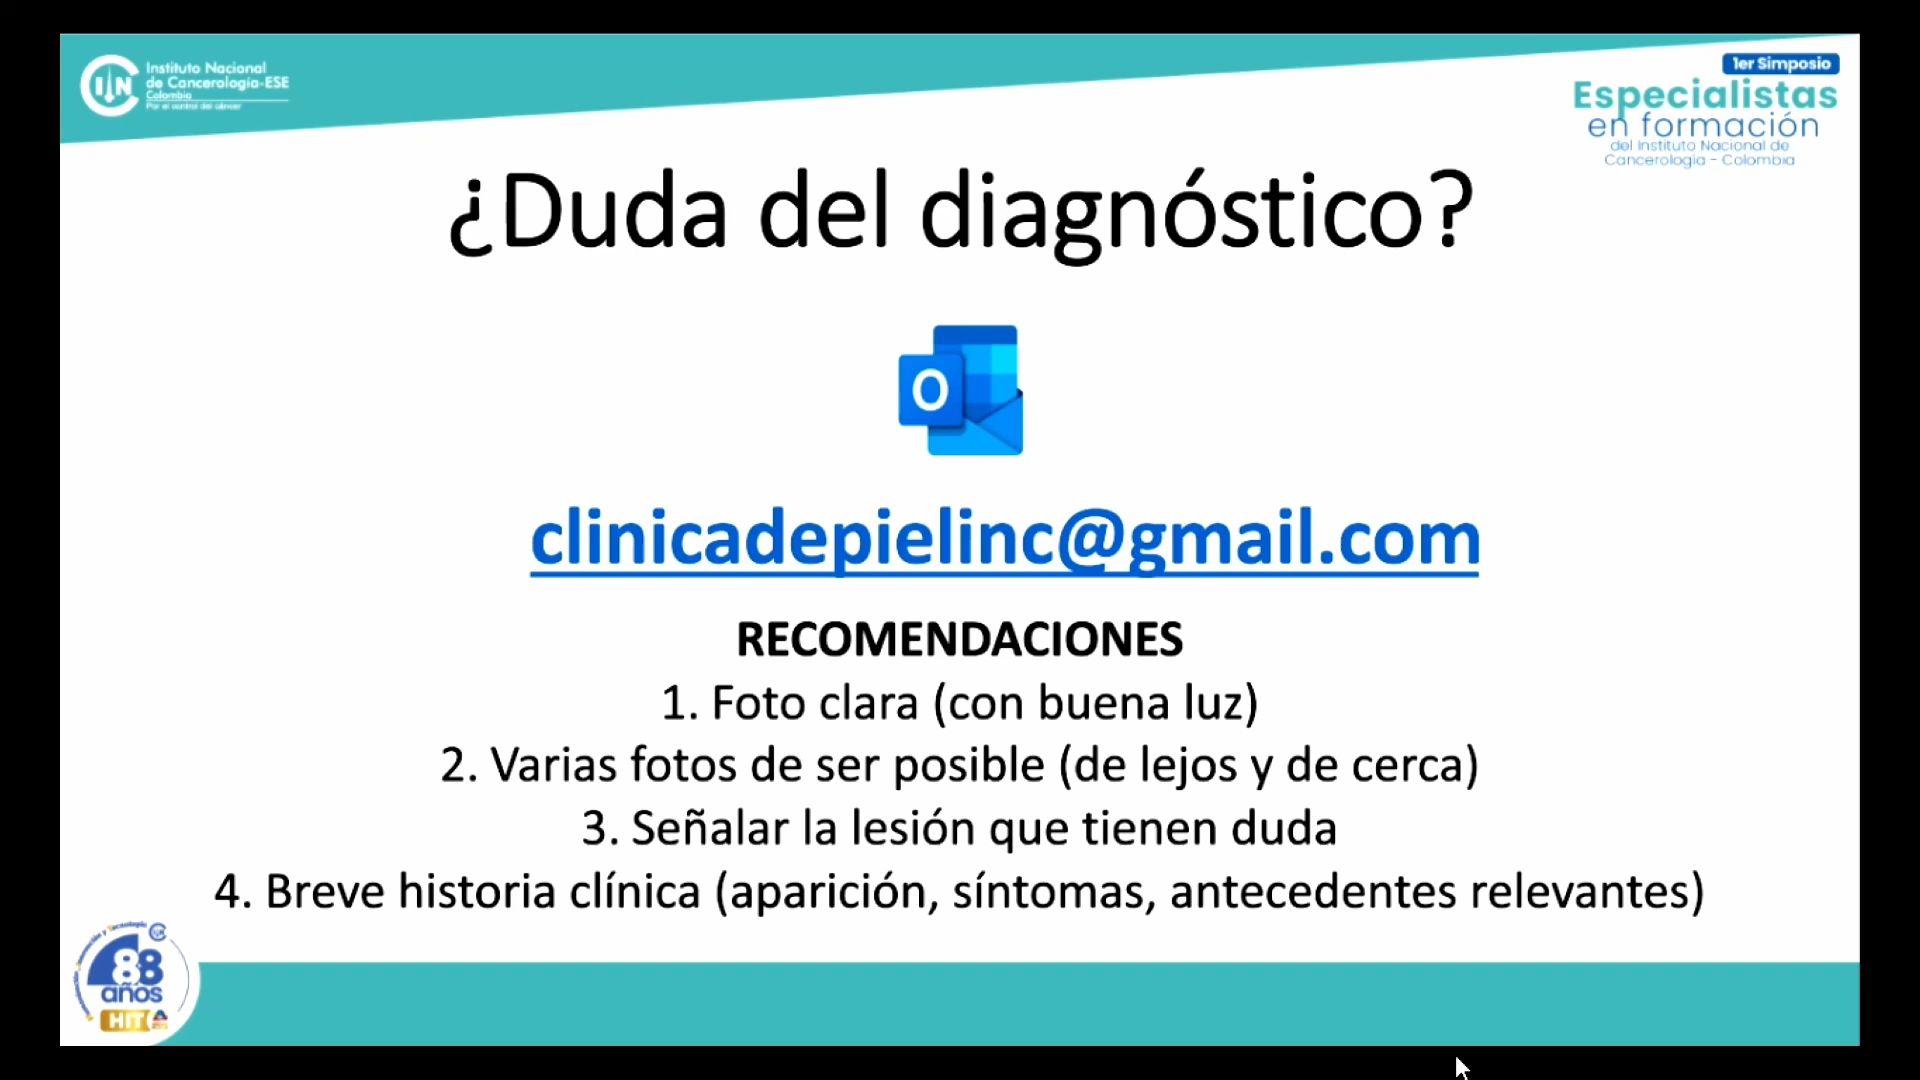 Instituto Nacional
de Cancerología-ESE
Colombia
Por el control del cáncer
1er Simposio
Especialistas
en formación
del Instituto Nacional de
Cancerología - Colombia
¿Duda del diagnóstico?
O
clinicadepielinc@gmail.com
RECOMENDACIONES
1. Foto clara (con buena luz)
2. Varias fotos de ser posible (de lejos y de cerca)
3. Señalar la lesión que tienen duda
4. Breve historia clínica (aparición, síntomas, antecedentes relevantes)
88
años
HIT